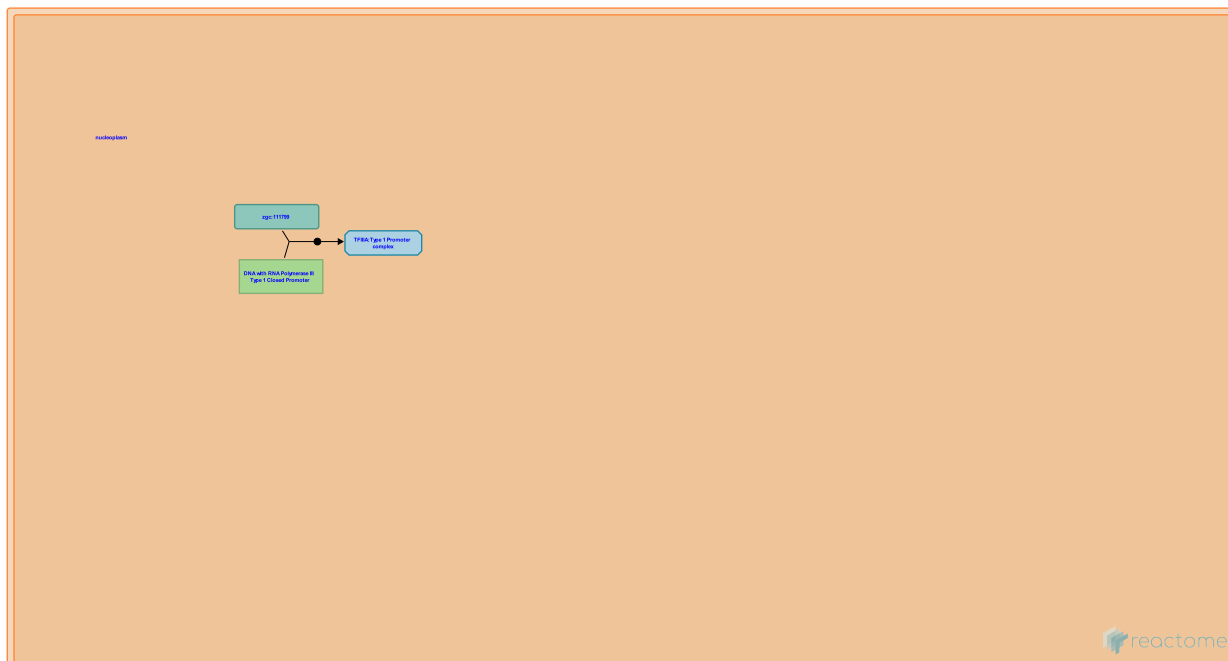 nucleoplasm
zgc:111799
TFIIIA:Type 1 Promoter
complex
DNA with RNA Polymerase III
Type 1 Closed Promoter
reactome